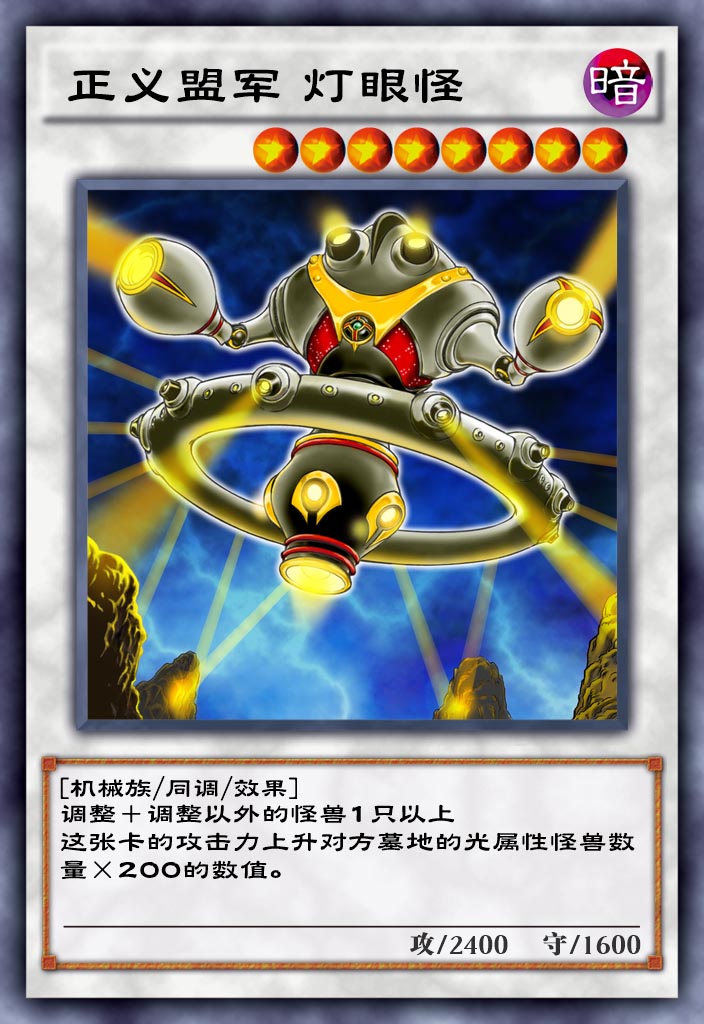 正义盟军 灯眼怪
暗
[机械族/同调/效果]
调整＋调整以外的怪兽1只以上
这张卡的攻击力上升对方墓地的光属性怪兽数
量×200的数值。
攻/2400 守/1600